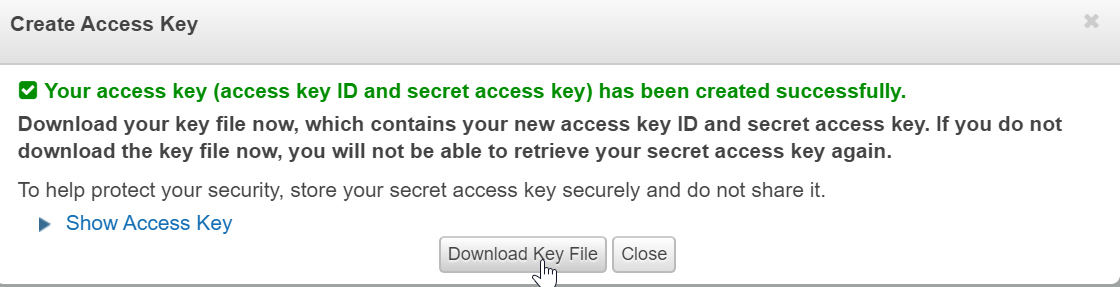 Create Access Key
Your access key (access key ID and secret access key) has been created successfully.
Download your key file now, which contains your new access key ID and secret access key. If you do not
download the key file now, you will not be able to retrieve your secret access key again.
To help protect your security, store your secret access key securely and do not share it.
Show Access Key
Download Key File Close